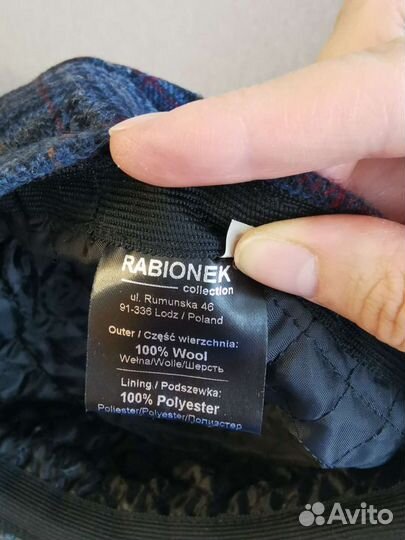 RABIONEK
collection
ul. Rumunska 46
91-336 Lodz / Poland
Outer / Część wierzchnia:
100% Wool
Wełna/Wolle/Шерсть
Lining / Podszewka:
100% Polyester
Poliester/Polyester/Полиэстер
Avito